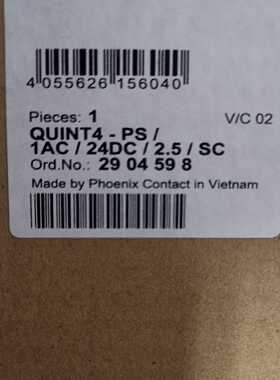 4 055626 156040
Pieces: 1 V/C 02
QUINT4 - PS /
1AC / 24DC / 2.5 / SC
Ord.No.: 29 04 59 8
Made by Phoenix Contact in Vietnam